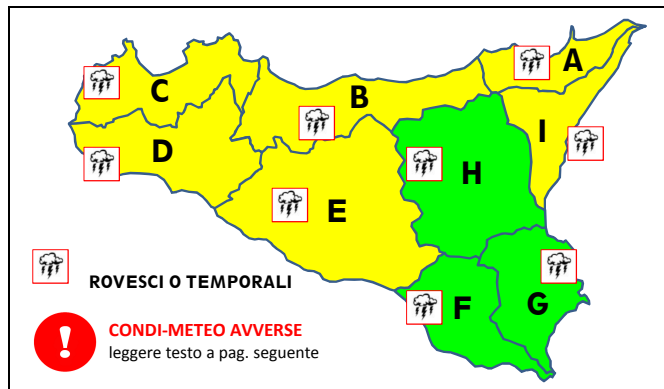 A
C
B
I
D
H
E
F
G
ROVESCI O TEMPORALI
!
CONDI-METEO AVVERSE
leggere testo a pag. seguente